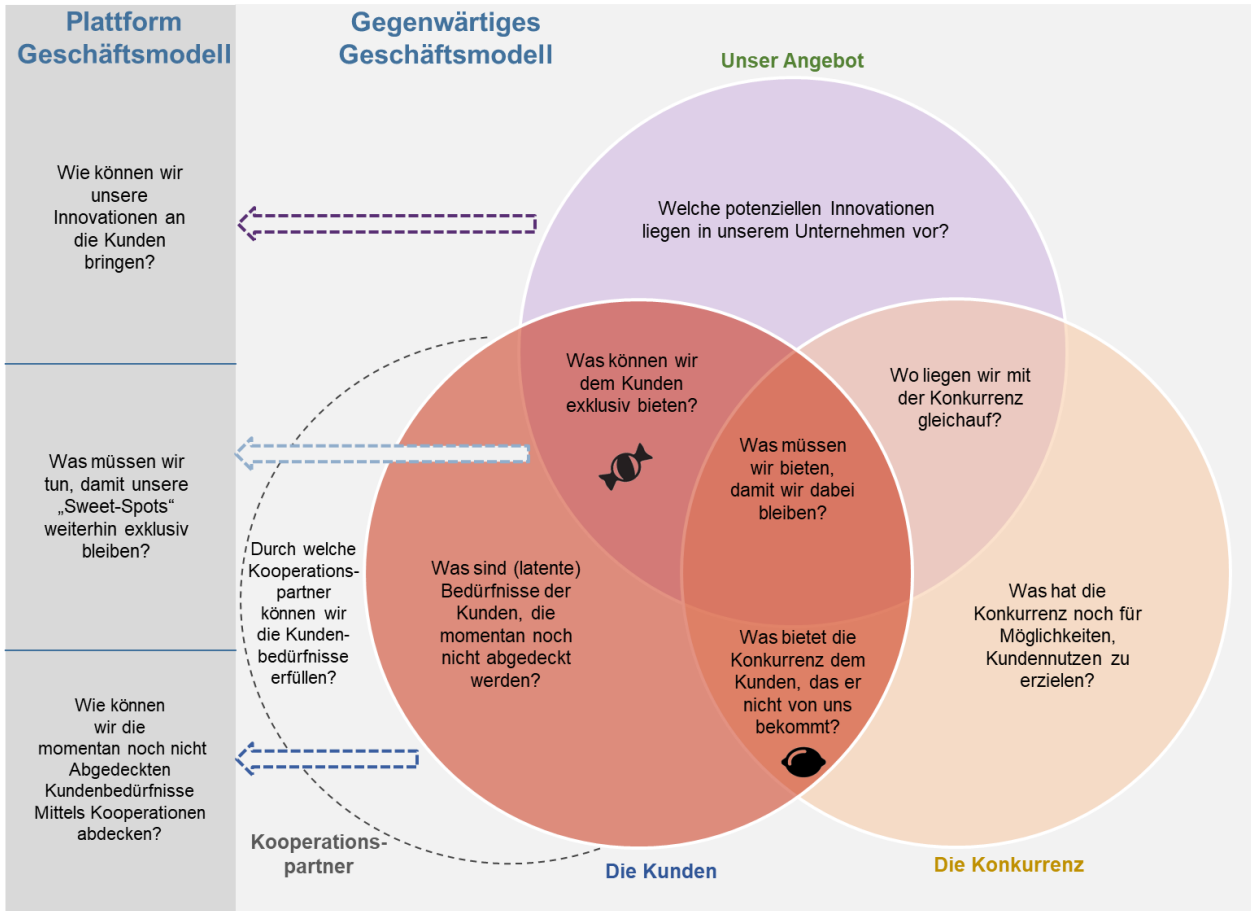 Plattform
Geschäftsmodell
Gegenwärtiges
Geschäftsmodell
Unser Angebot
Wie können wir
unsere
Innovationen an
die Kunden
bringen?
Welche potenziellen Innovationen
liegen in unserem Unternehmen vor?
Was können wir
dem Kunden
exklusiv bieten?
Wo liegen wir mit
der Konkurrenz
gleichauf?
Was müssen
wir bieten,
damit wir dabei
bleiben?
Was müssen wir
tun, damit unsere
„Sweet-Spots“
weiterhin exklusiv
bleiben?
Durch welche
Kooperations-
partner
können wir
die Kunden-
bedürfnisse
erfüllen?
Was sind (latente)
Bedürfnisse der
Kunden, die
momentan noch
nicht abgedeckt
werden?
Was bietet die
Konkurrenz dem
Kunden, das er
nicht von uns
bekommt?
Was hat die
Konkurrenz noch für
Möglichkeiten,
Kundennutzen zu
erzielen?
Wie können
wir die
momentan noch nicht
Abgedeckten
Kundenbedürfnisse
Mittels Kooperationen
abdecken?
Kooperations-
partner
Die Kunden
Die Konkurrenz